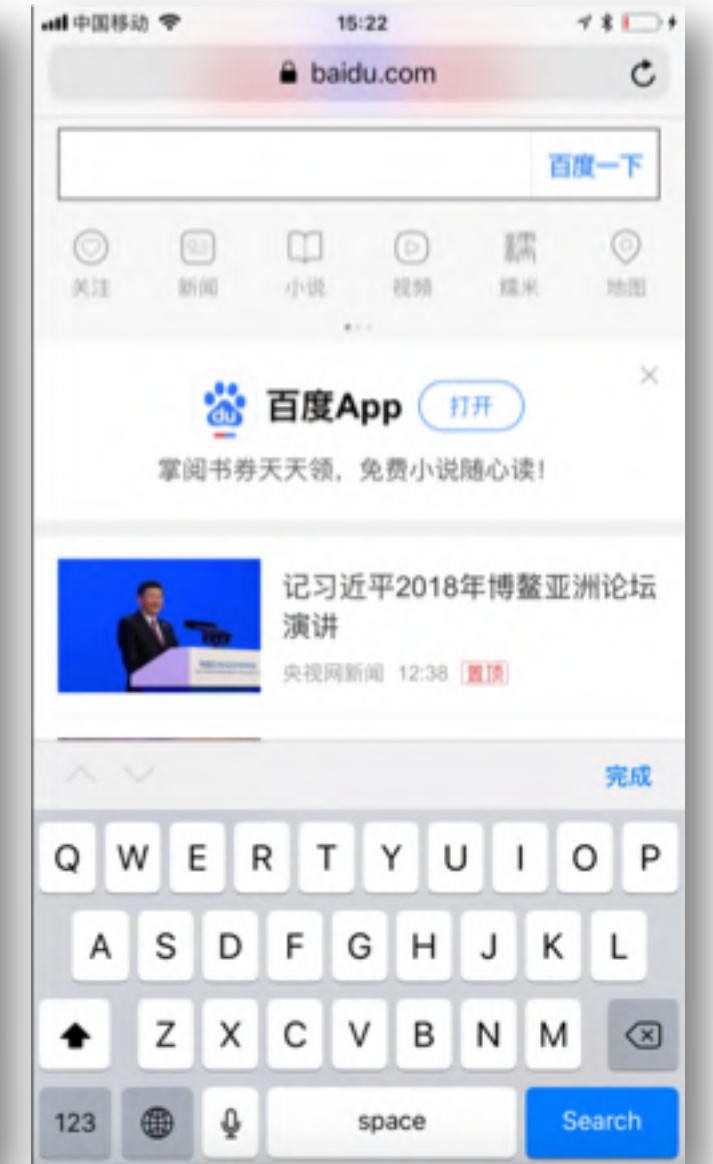 中国移动 15:22
baidu.com
百度一下
关注 新闻 小说 视频 糯米 地图
糯
du 百度App 打开
掌阅书券天天领，免费小说随心读！
记习近平2018年博鳌亚洲论坛
演讲
央视网新闻 12:38 置顶
完成
Q W E R T Y U I O P
A S D F G H J K L
Z X C V B N M
123 space Search